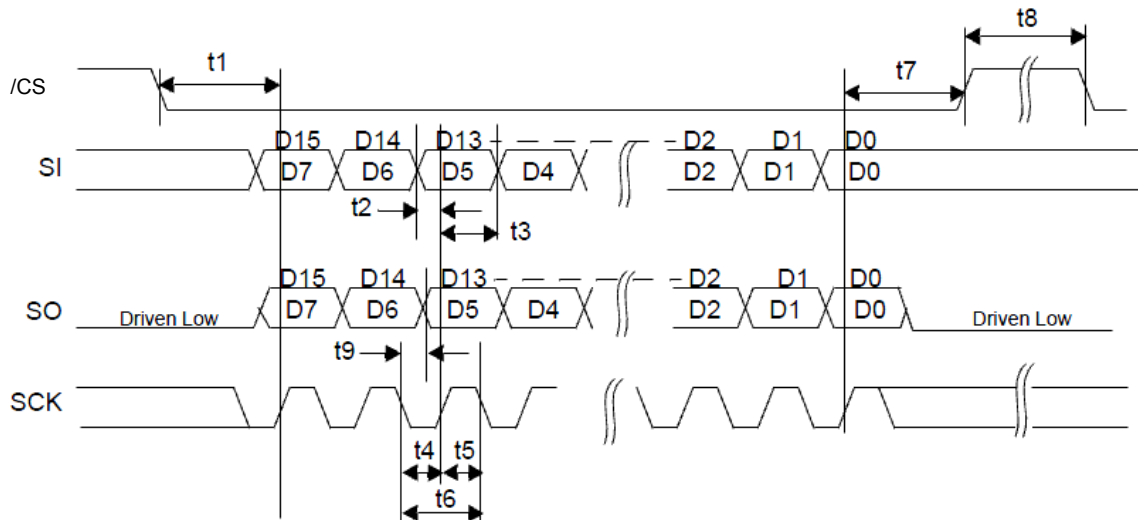 t1 t7 t8
/CS
D15 D14 D13 D2 D1 D0
SI D7 D6 D5 D4 D2 D1 D0
t2 t3
D15 D14 D13 D2 D1 D0
SO Driven Low D7 D6 D5 D4 D2 D1 D0 Driven Low
t9
SCK
t4 t5
t6